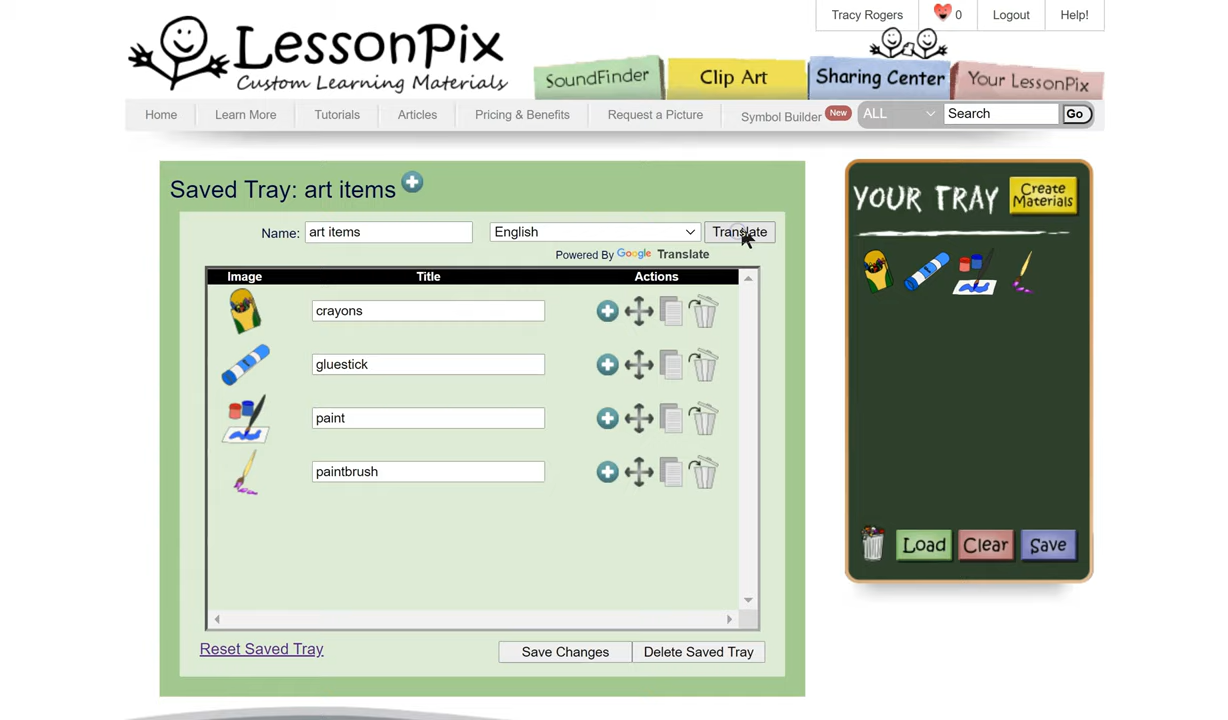 Tracy Rogers 0 Logout Help!
LessonPix
Custom Learning Materials
SoundFinder Clip Art Sharing Center Your LessonPix
Home Learn More Tutorials Articles Pricing & Benefits Request a Picture Symbol Builder New ALL Search Go
Saved Tray: art items
Name: art items English Translate
Powered By Google Translate
Image Title Actions
crayons
gluestick
paint
paintbrush
Reset Saved Tray Save Changes Delete Saved Tray
YOUR TRAY Create Materials
Load Clear Save